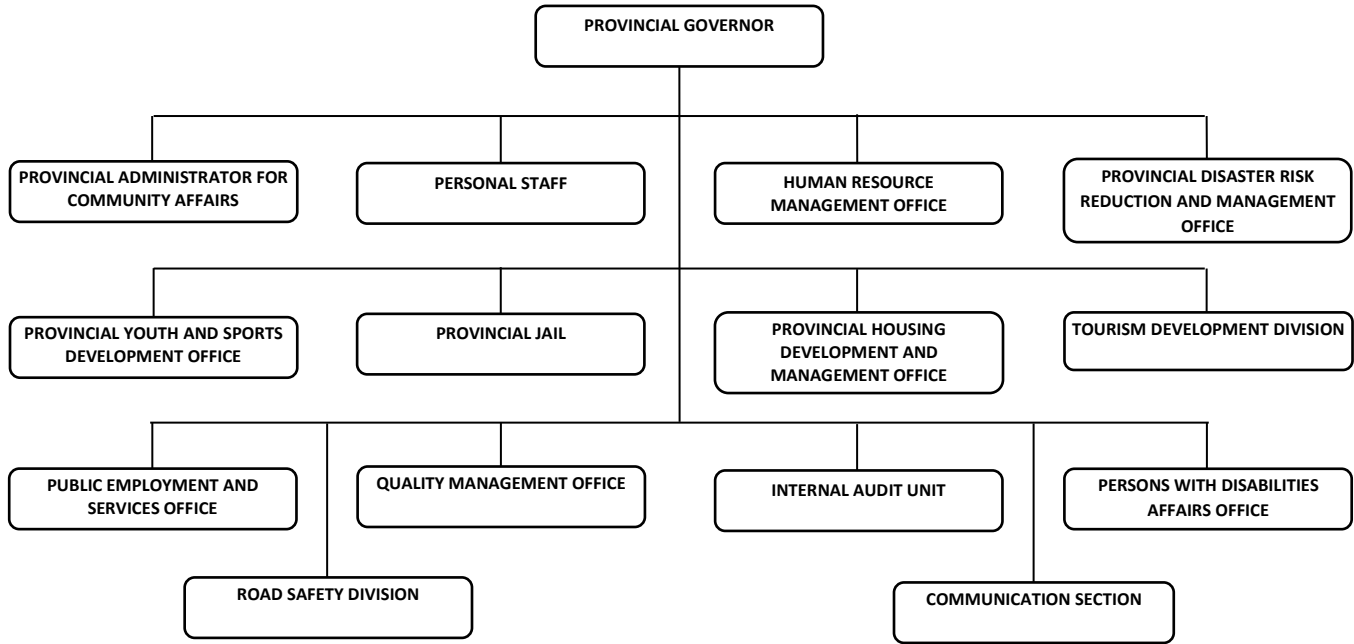 PROVINCIAL GOVERNOR
PROVINCIAL ADMINISTRATOR FOR
COMMUNITY AFFAIRS
PERSONAL STAFF
HUMAN RESOURCE
MANAGEMENT OFFICE
PROVINCIAL DISASTER RISK
REDUCTION AND MANAGEMENT
OFFICE
PROVINCIAL YOUTH AND SPORTS
DEVELOPMENT OFFICE
PROVINCIAL JAIL
PROVINCIAL HOUSING
DEVELOPMENT AND
MANAGEMENT OFFICE
TOURISM DEVELOPMENT DIVISION
PUBLIC EMPLOYMENT AND
SERVICES OFFICE
QUALITY MANAGEMENT OFFICE
INTERNAL AUDIT UNIT
PERSONS WITH DISABILITIES
AFFAIRS OFFICE
ROAD SAFETY DIVISION
COMMUNICATION SECTION